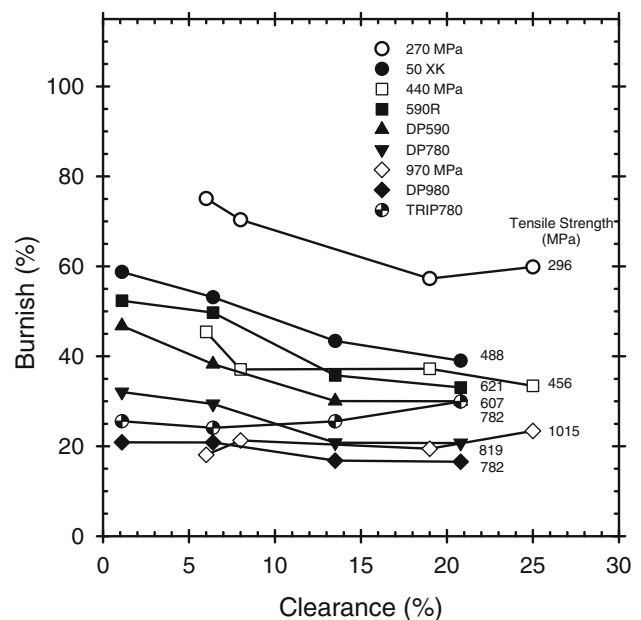 270 MPa
50 XK
440 MPa
590R
DP590
DP780
970 MPa
DP980
TRIP780
Tensile Strength
(MPa)
296
488
456
621
607
782
1015
819
782
Burnish (%)
100
80
60
40
20
0
0 5 10 15 20 25 30
Clearance (%)